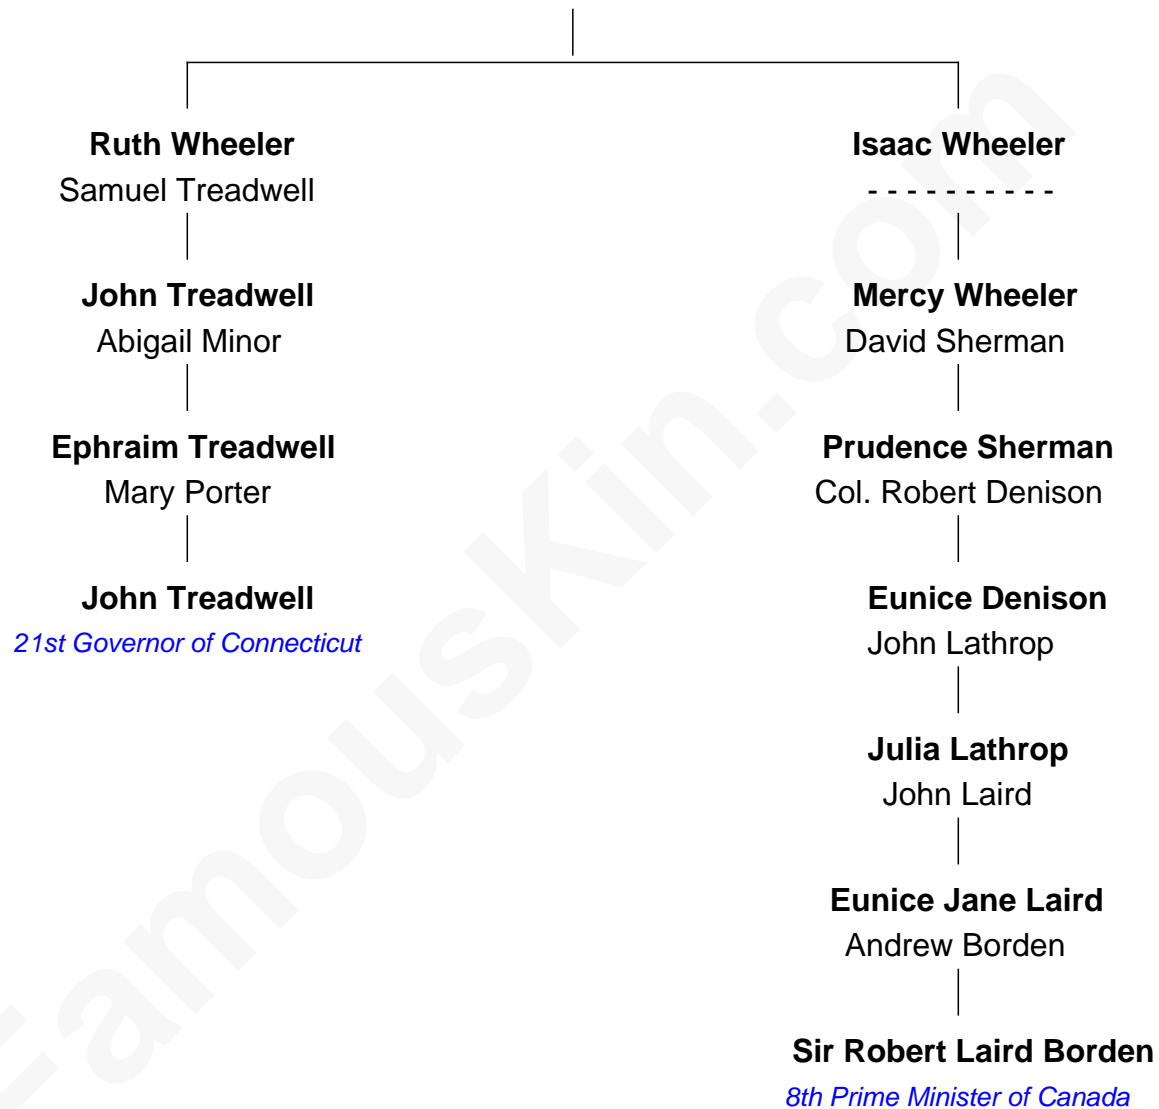 Ruth Wheeler
Samuel Treadwell
John Treadwell
Abigail Minor
Ephraim Treadwell
Mary Porter
John Treadwell
21st Governor of Connecticut
Isaac Wheeler
- - - - - - - - - -
Mercy Wheeler
David Sherman
Prudence Sherman
Col. Robert Denison
Eunice Denison
John Lathrop
Julia Lathrop
John Laird
Eunice Jane Laird
Andrew Borden
Sir Robert Laird Borden
8th Prime Minister of Canada
FamousKin.com